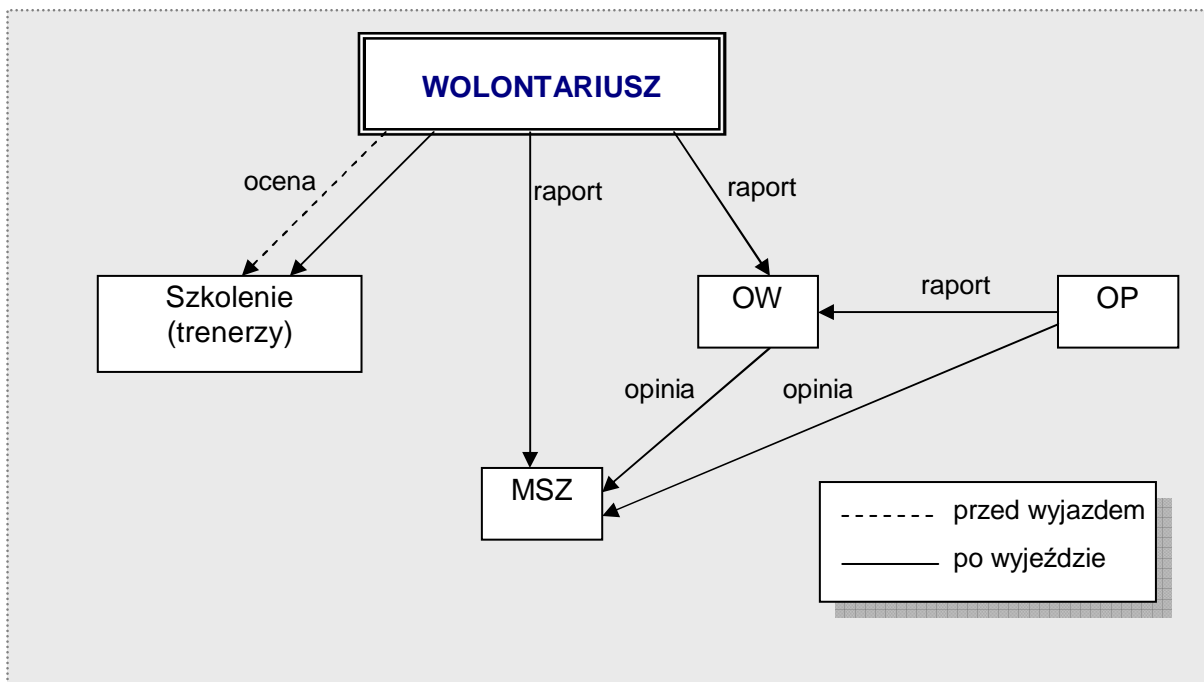 WOLONTARIUSZ
ocena
raport
raport
Szkolenie
(trenerzy)
OW
raport
OP
opinia
opinia
MSZ
przed wyjazdem
po wyjeździe